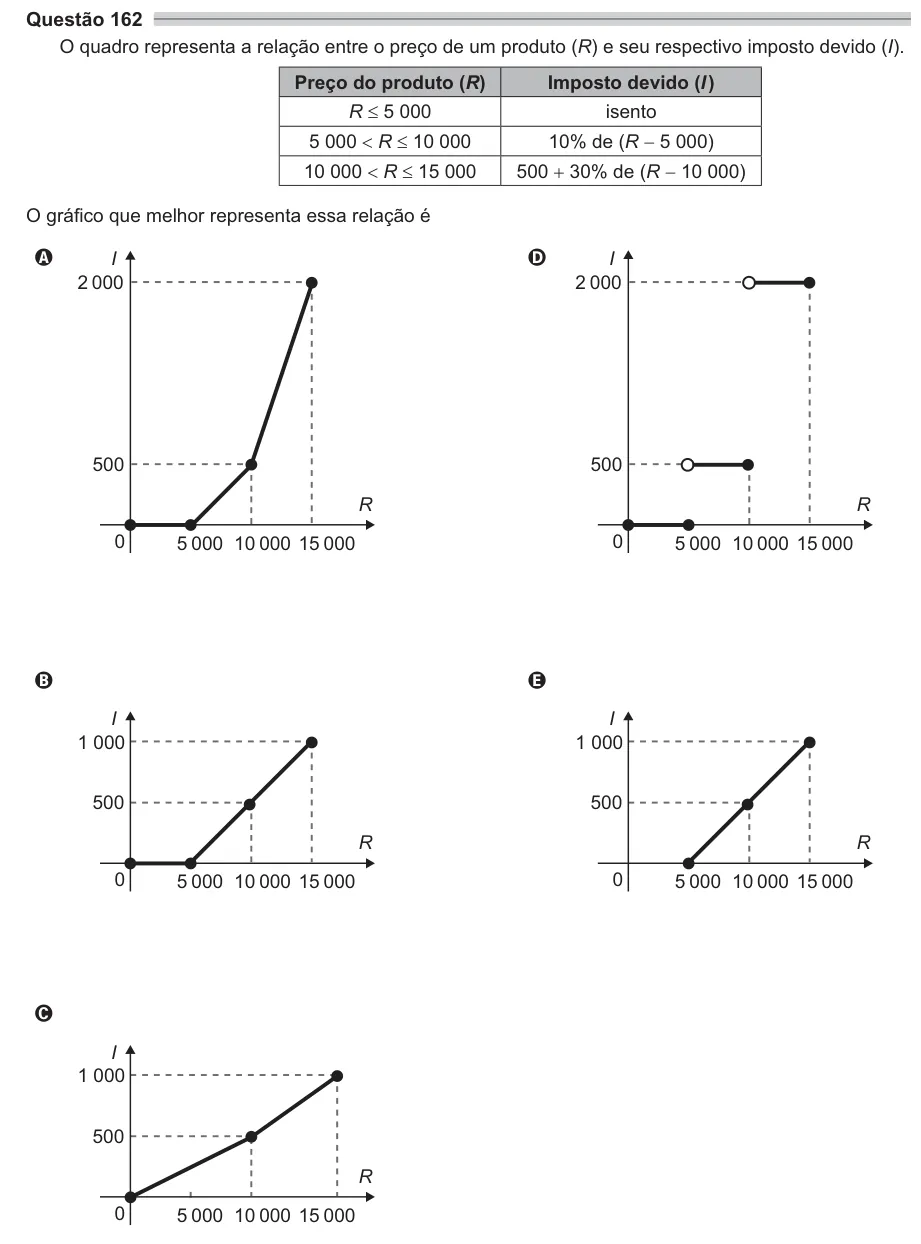 Questão 162
O quadro representa a relação entre o preço de um produto (R) e seu respectivo imposto devido (I).
Preço do produto (R) Imposto devido (I)
R ≤ 5 000 isento
5 000 < R ≤ 10 000 10% de (R – 5 000)
10 000 < R ≤ 15 000 500 + 30% de (R – 10 000)
O gráfico que melhor representa essa relação é
A
I
2 000
500
R
0 5 000 10 000 15 000
B
I
1 000
500
R
0 5 000 10 000 15 000
C
I
1 000
500
R
0 5 000 10 000 15 000
D
I
2 000
500
R
0 5 000 10 000 15 000
E
I
1 000
500
R
0 5 000 10 000 15 000